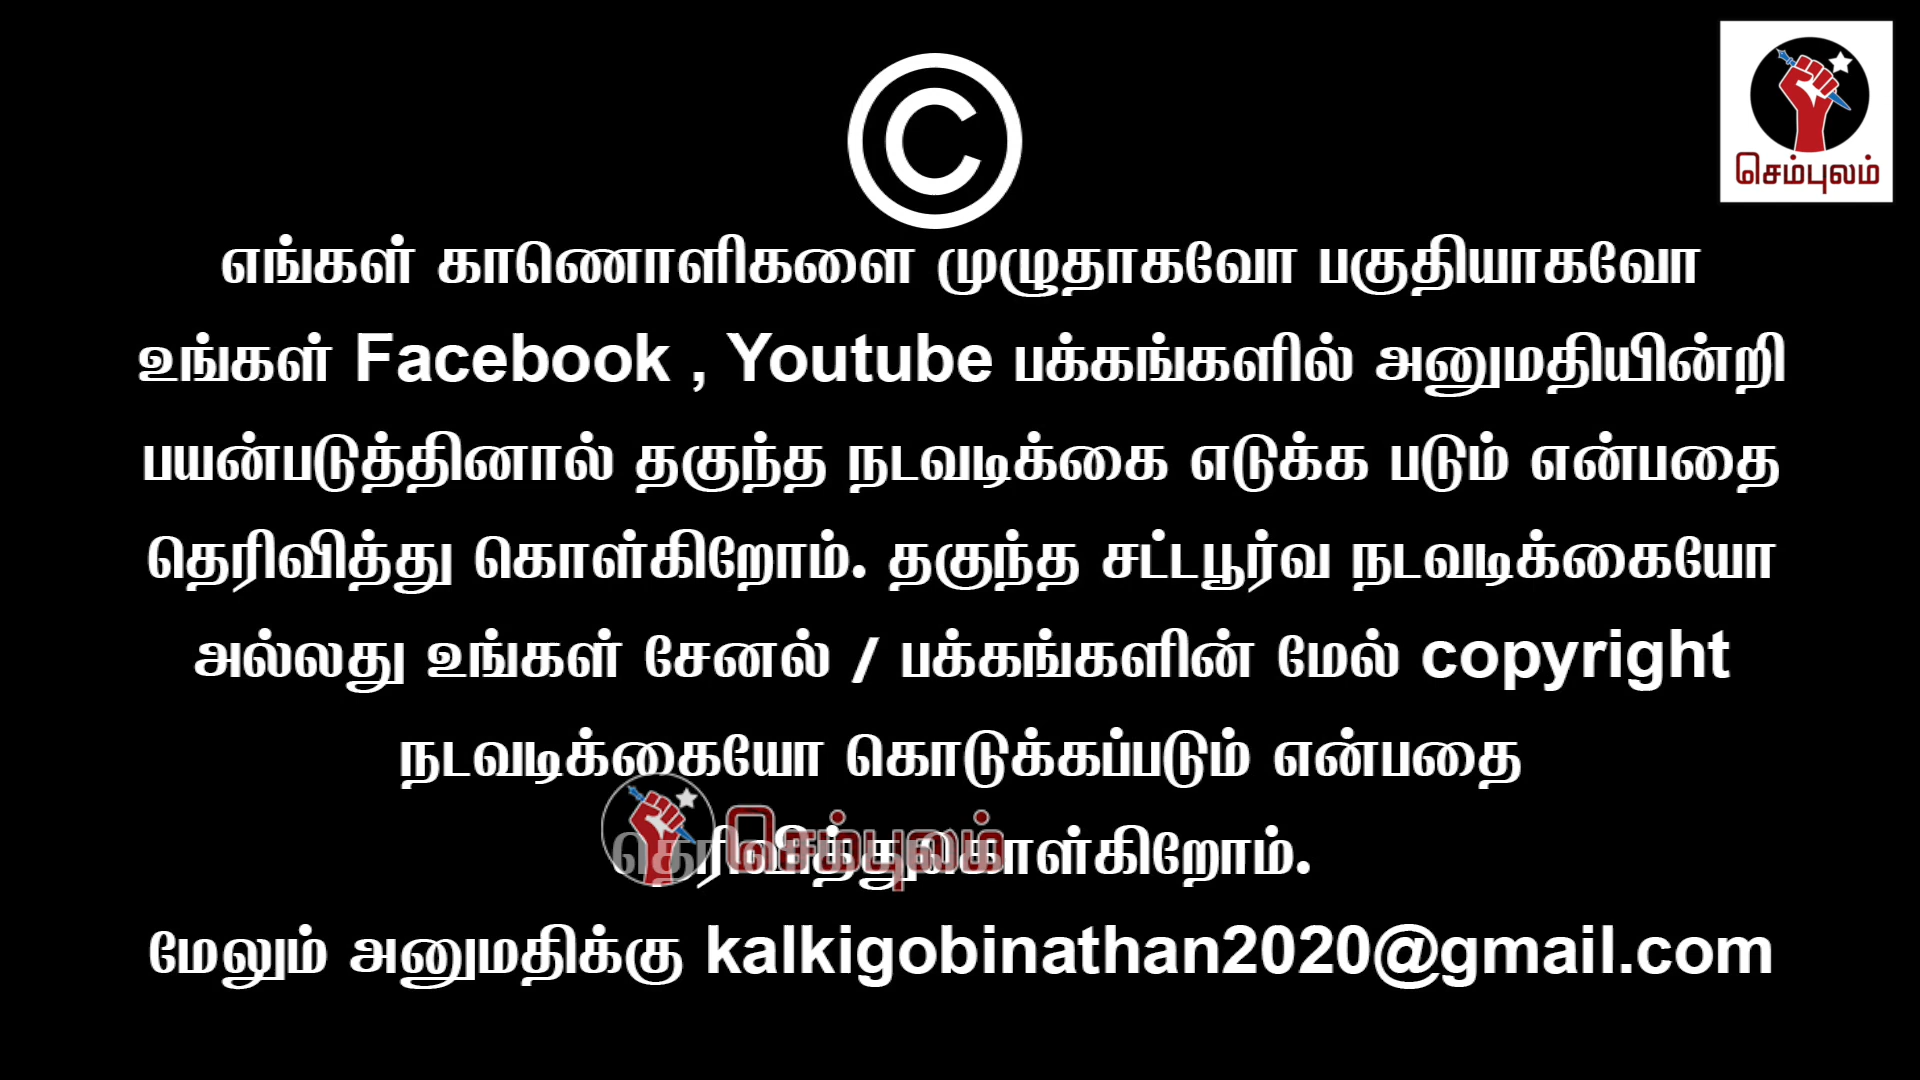 ©
செம்புலம்
எங்கள் காணொளிகளை முழுதாகவோ பகுதியாகவோ
உங்கள் Facebook , Youtube பக்கங்களில் அனுமதியின்றி
பயன்படுத்தினால் தகுந்த நடவடிக்கை எடுக்க படும் என்பதை
தெரிவித்து கொள்கிறோம். தகுந்த சட்டபூர்வ நடவடிக்கையோ
அல்லது உங்கள் சேனல் / பக்கங்களின் மேல் copyright
நடவடிக்கையோ கொடுக்கப்படும் என்பதை
தெரிவித்துகொள்கிறோம்.
செம்புலம்
மேலும் அனுமதிக்கு kalkigobinathan2020@gmail.com